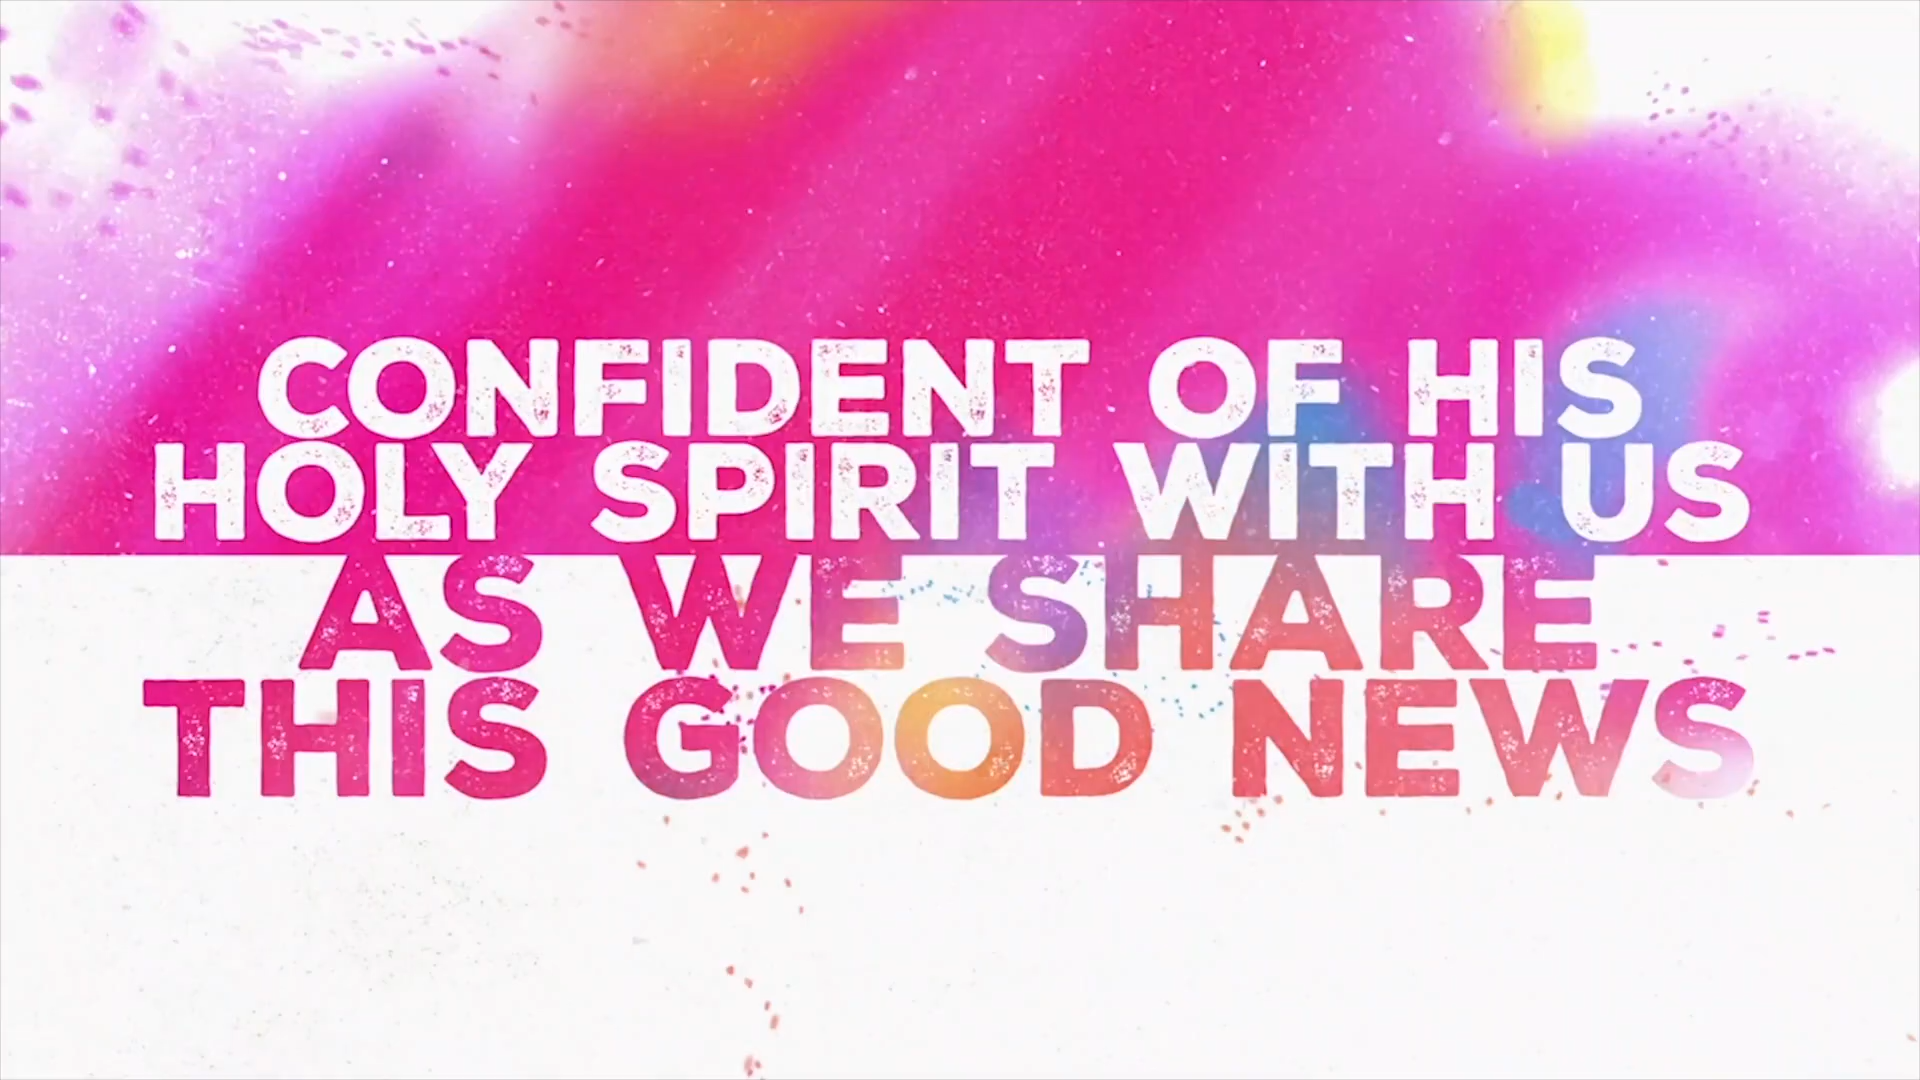 CONFIDENT OF HIS
HOLY SPIRIT WITH US
AS WE SHARE
THIS GOOD NEWS